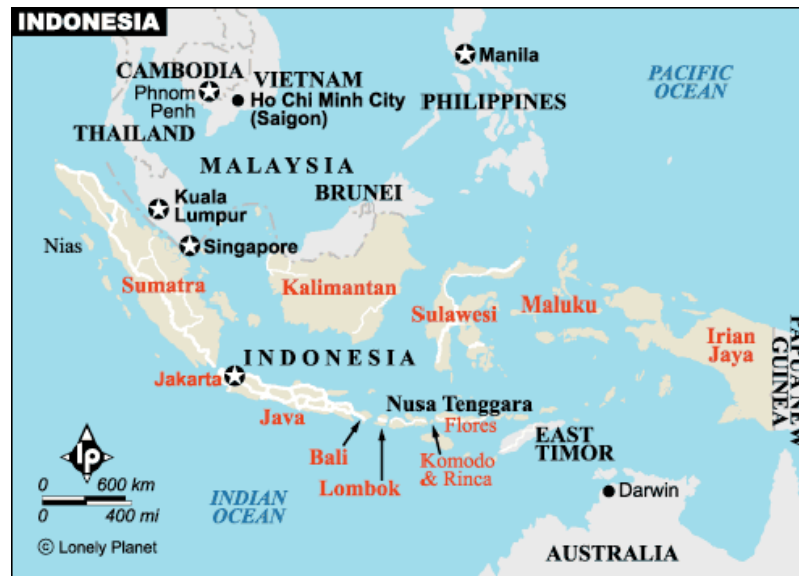 INDONESIA
Manila
CAMBODIA
PACIFIC
OCEAN
VIETNAM
Phnom
Penh
Ho Chi Minh City
(Saigon)
PHILIPPINES
THAILAND
MALAYSIA
BRUNEI
Kuala
Lumpur
Nias
Singapore
Sumatra
Kalimantan
Sulawesi
Maluku
Irian
Jaya
PAPUA NEW
GUINEA
INDONESIA
Jakarta
Java
Nusa Tenggara
Flores
Bali
Lombok
Komodo
& Rinca
EAST
TIMOR
lp
0 600 km
0 400 mi
INDIAN
OCEAN
Darwin
© Lonely Planet
AUSTRALIA